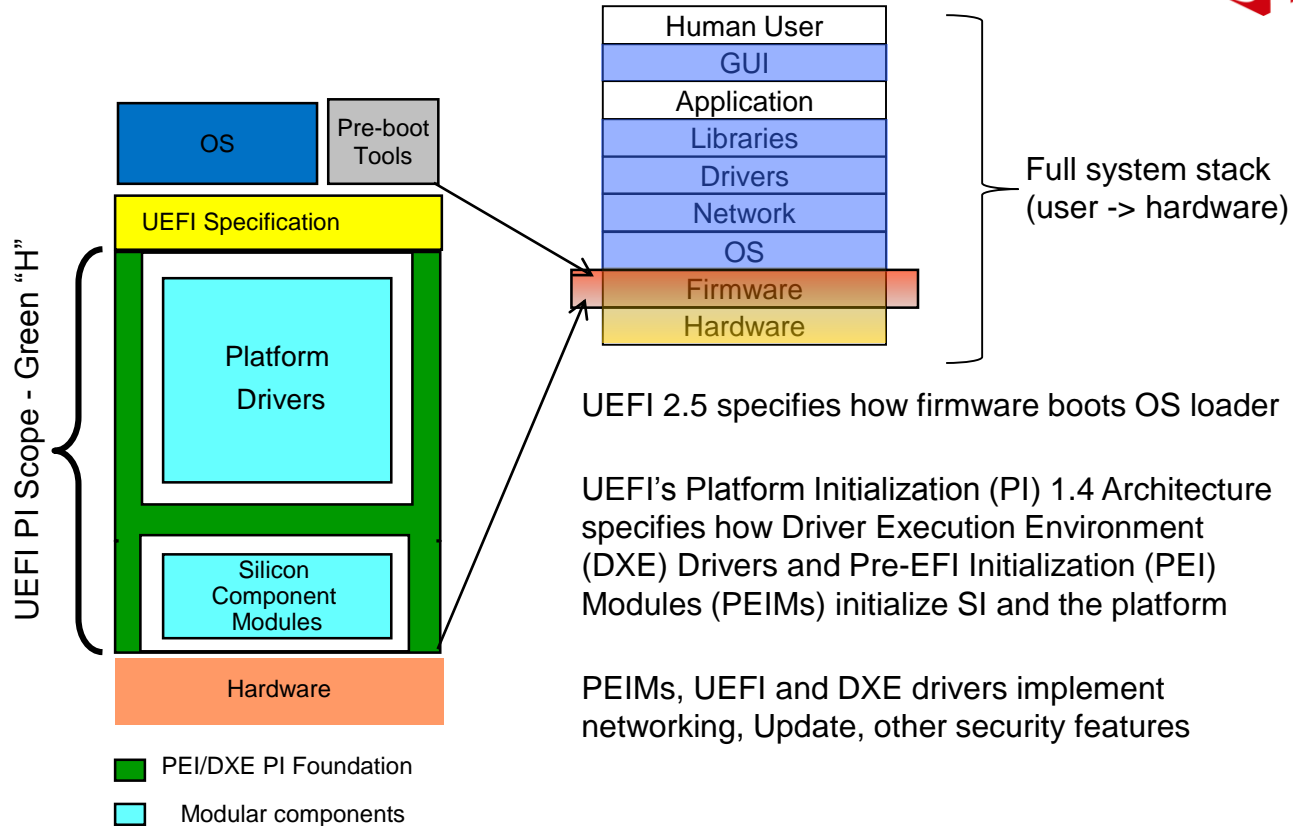 OS
Pre-boot
Tools
UEFI Specification
UEFI PI Scope - Green “H”
Platform
Drivers
Silicon
Component
Modules
Hardware
PEI/DXE PI Foundation
Modular components
Human User
GUI
Application
Libraries
Drivers
Network
OS
Firmware
Hardware
Full system stack
(user -> hardware)
UEFI 2.5 specifies how firmware boots OS loader
UEFI’s Platform Initialization (PI) 1.4 Architecture
specifies how Driver Execution Environment
(DXE) Drivers and Pre-EFI Initialization (PEI)
Modules (PEIMs) initialize SI and the platform
PEIMs, UEFI and DXE drivers implement
networking, Update, other security features